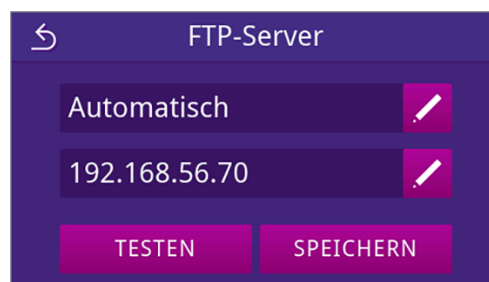 FTP-Server
Automatisch
192.168.56.70
TESTEN SPEICHERN